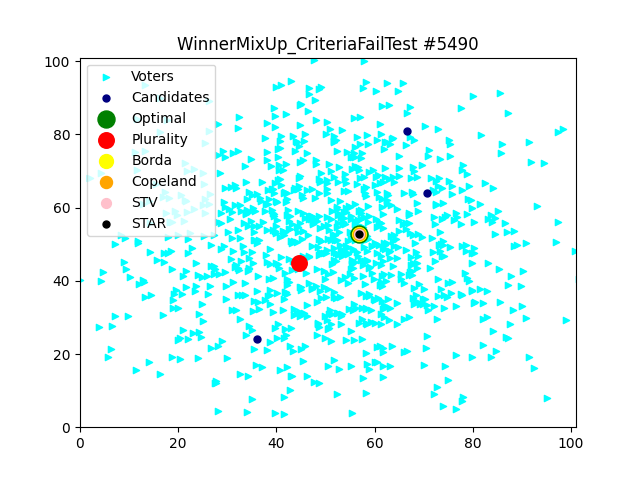 WinnerMixUp_CriteriaFailTest #5490
100
80
60
40
20
0
Voters
Candidates
Optimal
Plurality
Borda
Copeland
STV
STAR
0 20 40 60 80 100